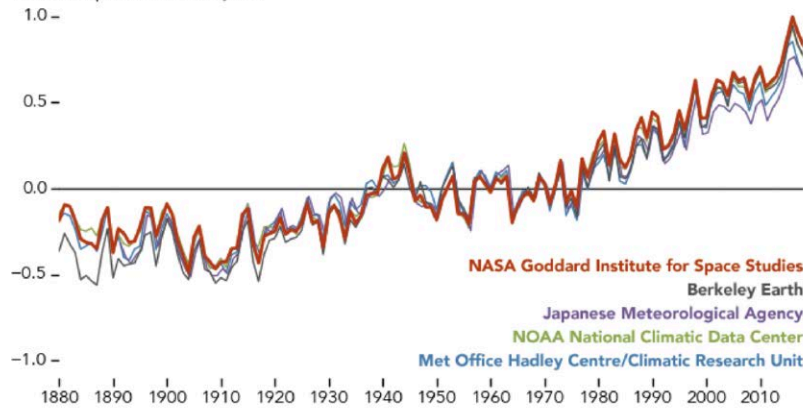 1.0
0.5
0.0
−0.5
−1.0
NASA Goddard Institute for Space Studies
Berkeley Earth
Japanese Meteorological Agency
NOAA National Climatic Data Center
Met Office Hadley Centre/Climatic Research Unit
1880 1890 1900 1910 1920 1930 1940 1950 1960 1970 1980 1990 2000 2010